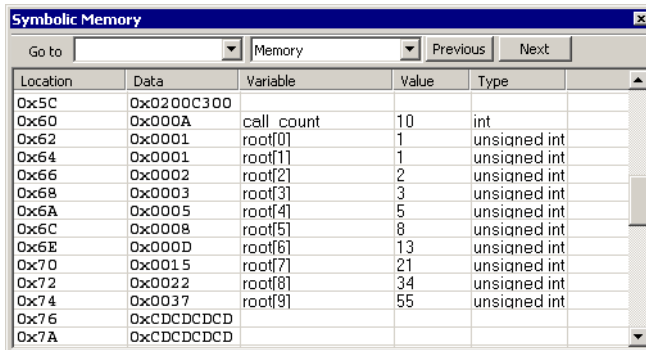 Symbolic Memory
Go to Memory Previous Next
Location Data Variable Value Type
0x5C 0x0200C300
0x60 0x000A call_count 10 int
0x62 0x0001 root[0] 1 unsigned int
0x64 0x0001 root[1] 1 unsigned int
0x66 0x0002 root[2] 2 unsigned int
0x68 0x0003 root[3] 3 unsigned int
0x6A 0x0005 root[4] 5 unsigned int
0x6C 0x0008 root[5] 8 unsigned int
0x6E 0x000D root[6] 13 unsigned int
0x70 0x0015 root[7] 21 unsigned int
0x72 0x0022 root[8] 34 unsigned int
0x74 0x0037 root[9] 55 unsigned int
0x76 0xCDCDCDCD
0x7A 0xCDCDCDCD